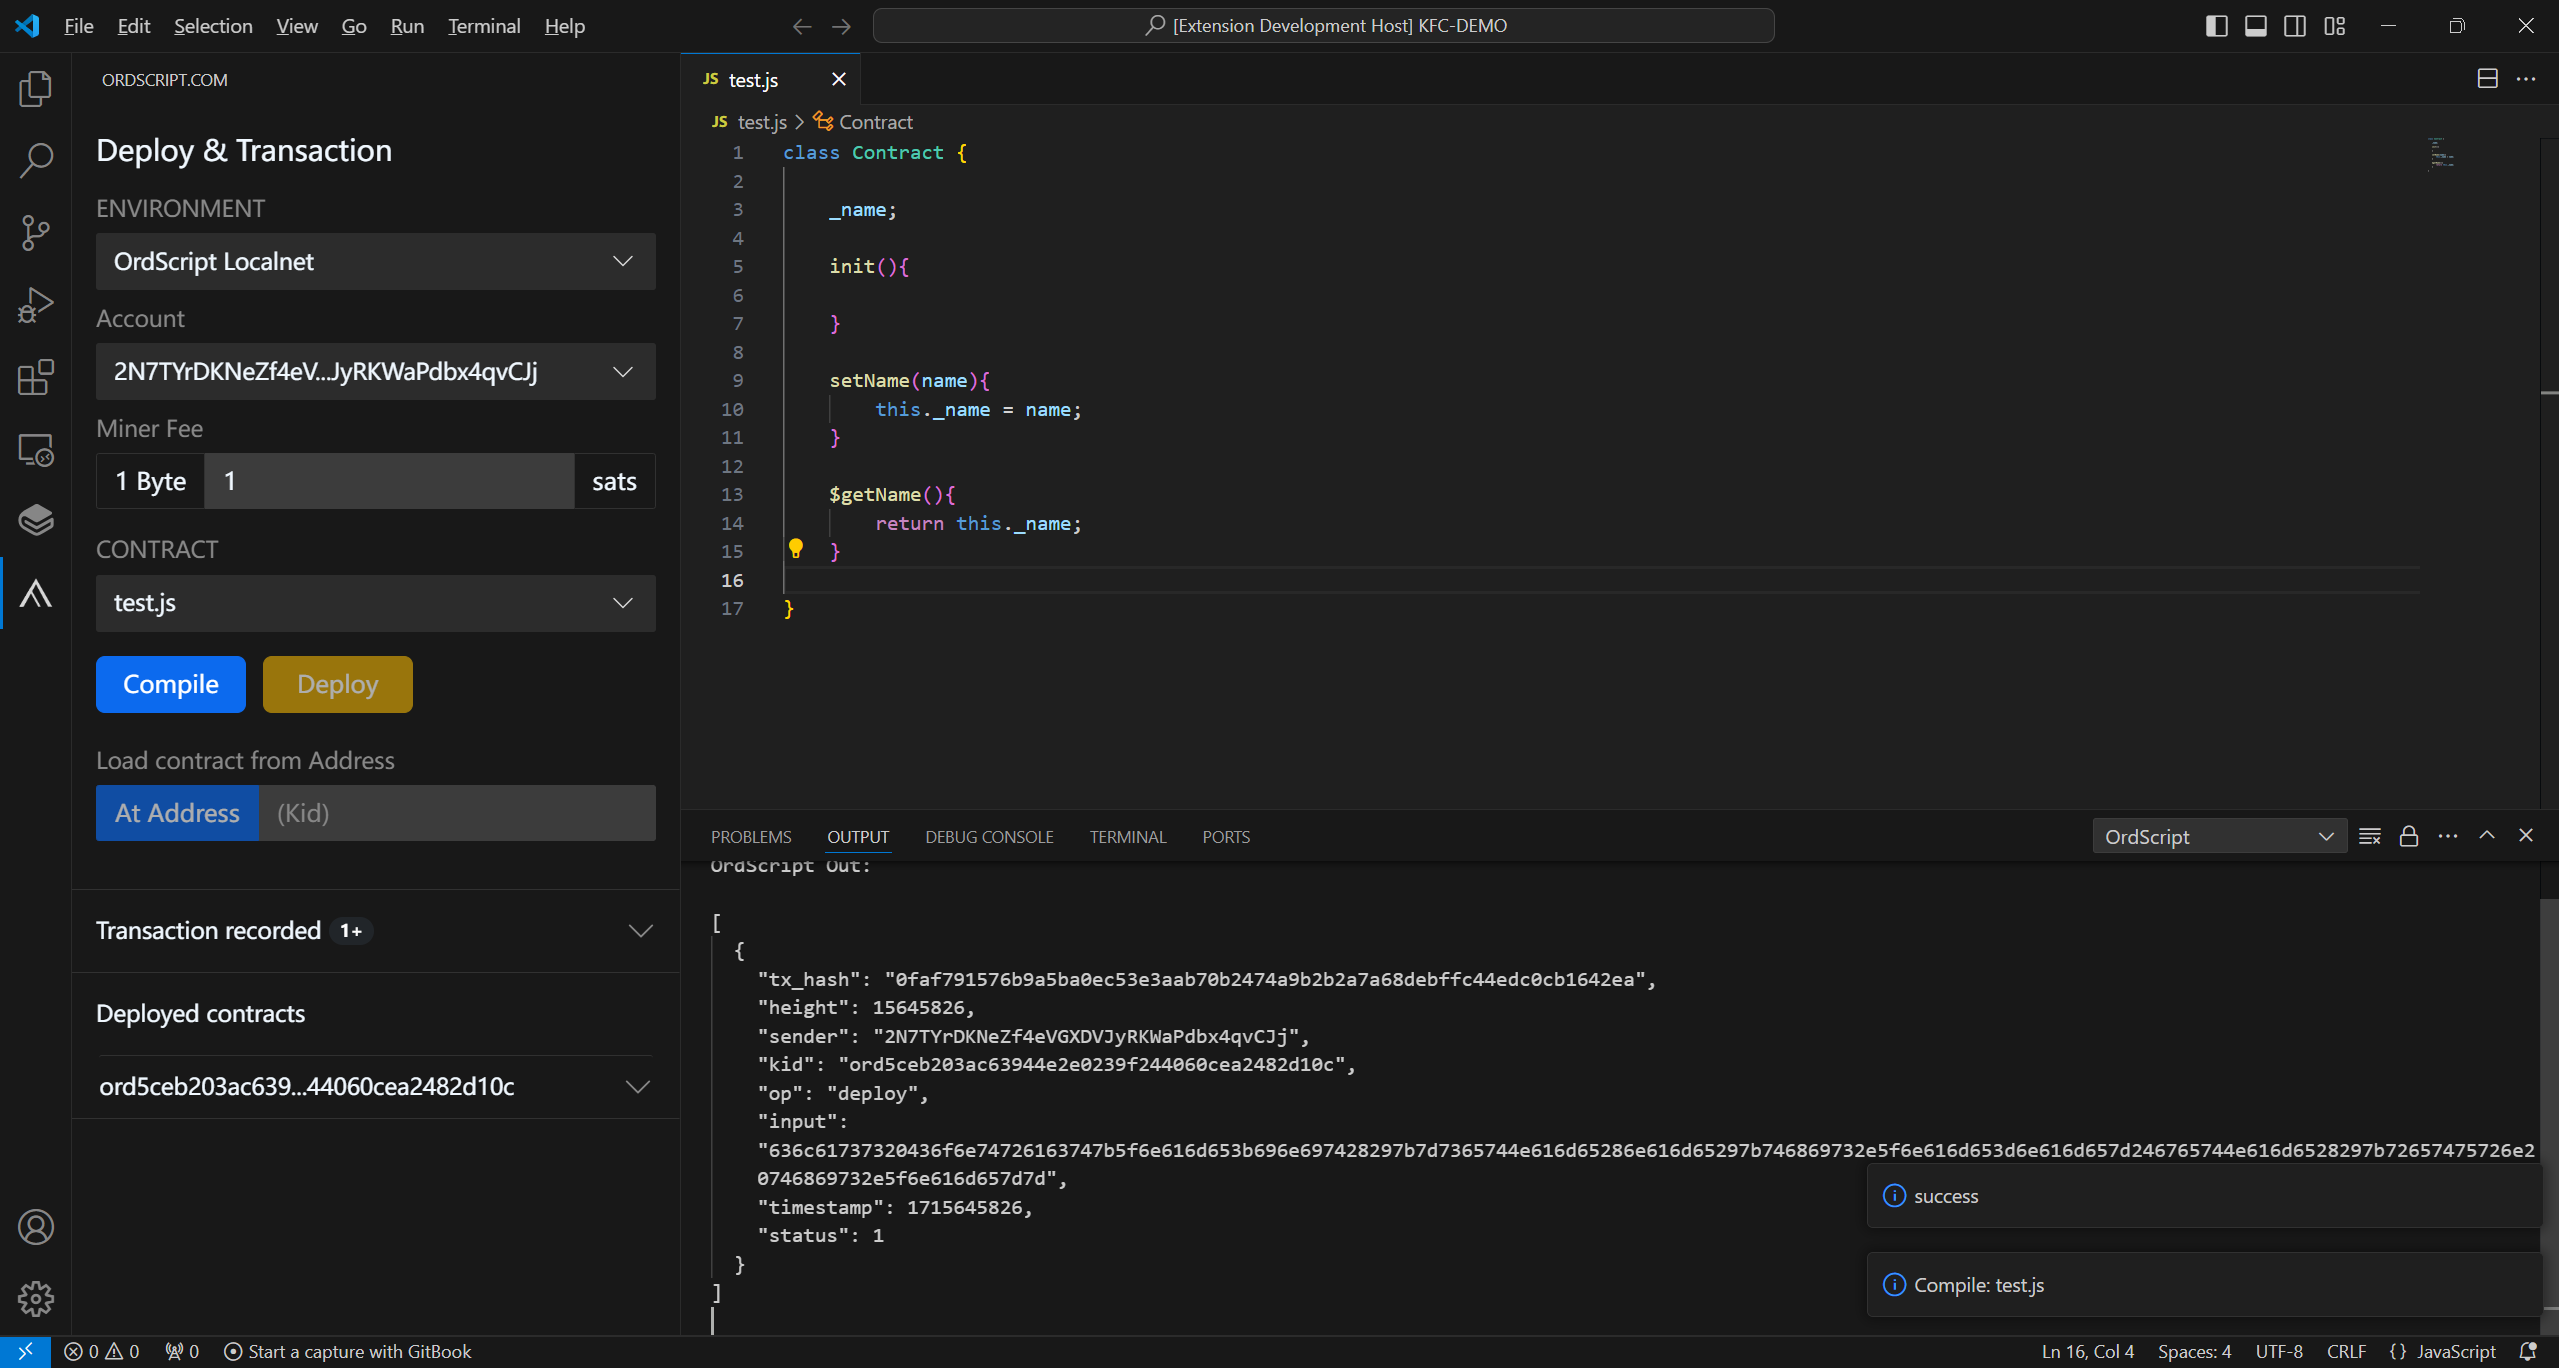 File Edit Selection View Go Run Terminal Help
[Extension Development Host] KFC-DEMO
ORDSCRIPT.COM
Deploy & Transaction
ENVIRONMENT
OrdScript Localnet
Account
2N7TYrDKNeZf4eV...JyRKWaPdbx4qvCJj
Miner Fee
1 Byte 1 sats
CONTRACT
test.js
Compile Deploy
Load contract from Address
At Address (Kid)
Transaction recorded 1+
Deployed contracts
ord5ceb203ac639...44060cea2482d10c
JS test.js
JS test.js > Contract
1 class Contract {
2
3 _name;
4
5 init(){
6
7 }
8
9 setName(name){
10 this._name = name;
11 }
12
13 $getName(){
14 return this._name;
15 }
16
17 }
PROBLEMS OUTPUT DEBUG CONSOLE TERMINAL PORTS
OrdScript
OrdScript Out:
[
{
"tx_hash": "0faf791576b9a5ba0ec53e3aab70b2474a9b2b2a7a68debffc44edc0cb1642ea",
"height": 15645826,
"sender": "2N7TYrDKNeZf4eVGXDVJyRKWaPdbx4qvCJj",
"kid": "ord5ceb203ac63944e2e0239f244060cea2482d10c",
"op": "deploy",
"input":
"636c61737320436f6e74726163747b5f6e616d653b696e697428297b7d7365744e616d65286e616d65297b746869732e5f6e616d653d6e616d657d246765744e616d6528297b72657475726e2
0746869732e5f6e616d657d7d",
"timestamp": 1715645826,
"status": 1
}
]
success
Compile: test.js
0 0 0 Start a capture with GitBook
Ln 16, Col 4 Spaces: 4 UTF-8 CRLF {} JavaScript